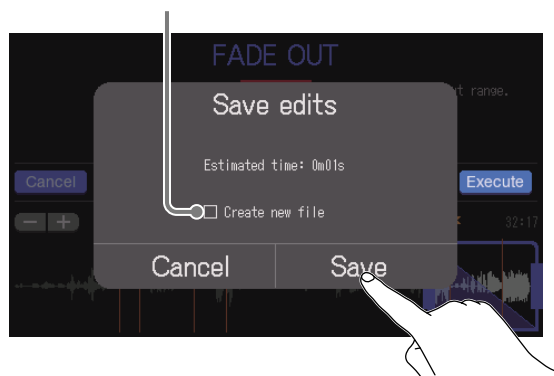 FADE OUT
t range.
Save edits
Estimated time: 0m01s
Cancel
Execute
Create new file
− +
32:17
Cancel
Save